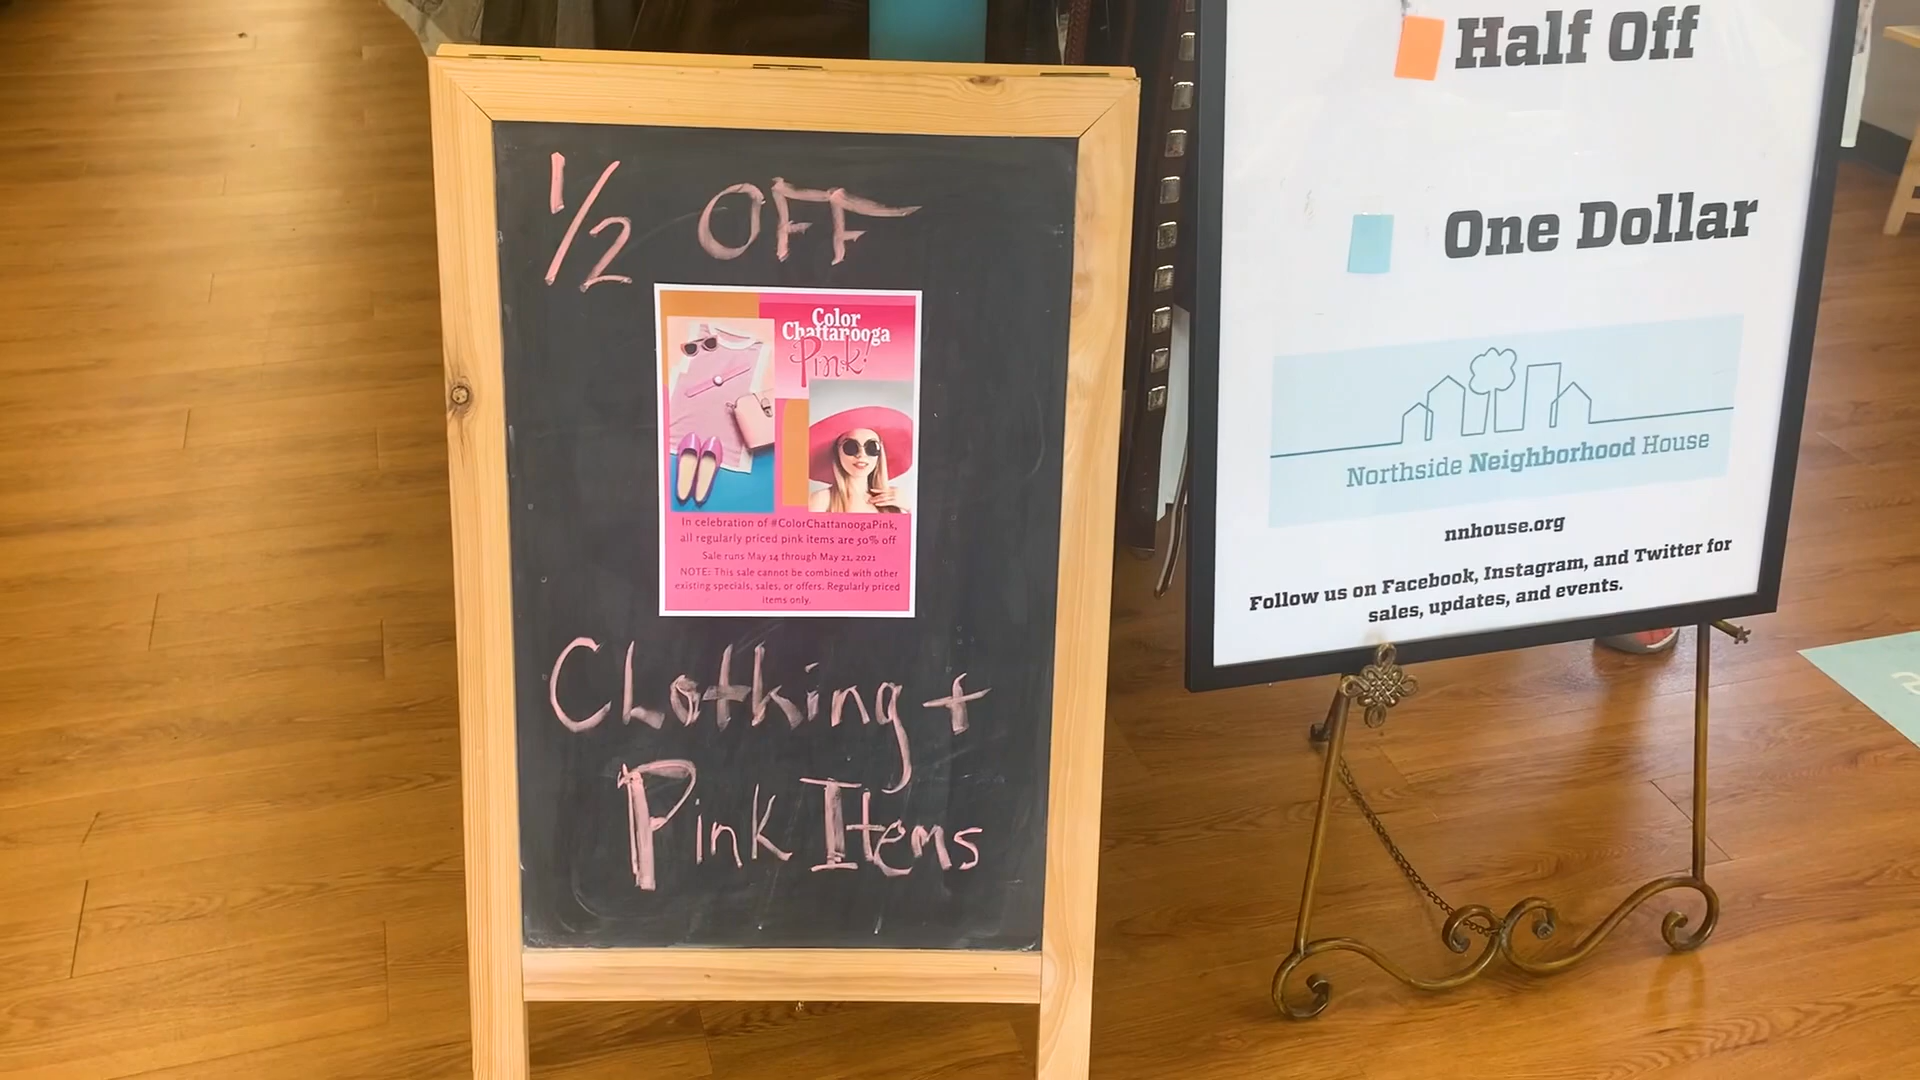 1/2 OFF
Color
Chattanooga
Pink!
In celebration of #ColorChattanoogaPink,
all regularly priced pink items are 50% off
Sale runs May 14 through May 21, 2021
NOTE: This sale cannot be combined with other
existing specials, sales, or offers. Regularly priced
items only.
CLothing +
Pink Items
Half Off
One Dollar
Northside Neighborhood House
nnhouse.org
Follow us on Facebook, Instagram, and Twitter for
sales, updates, and events.